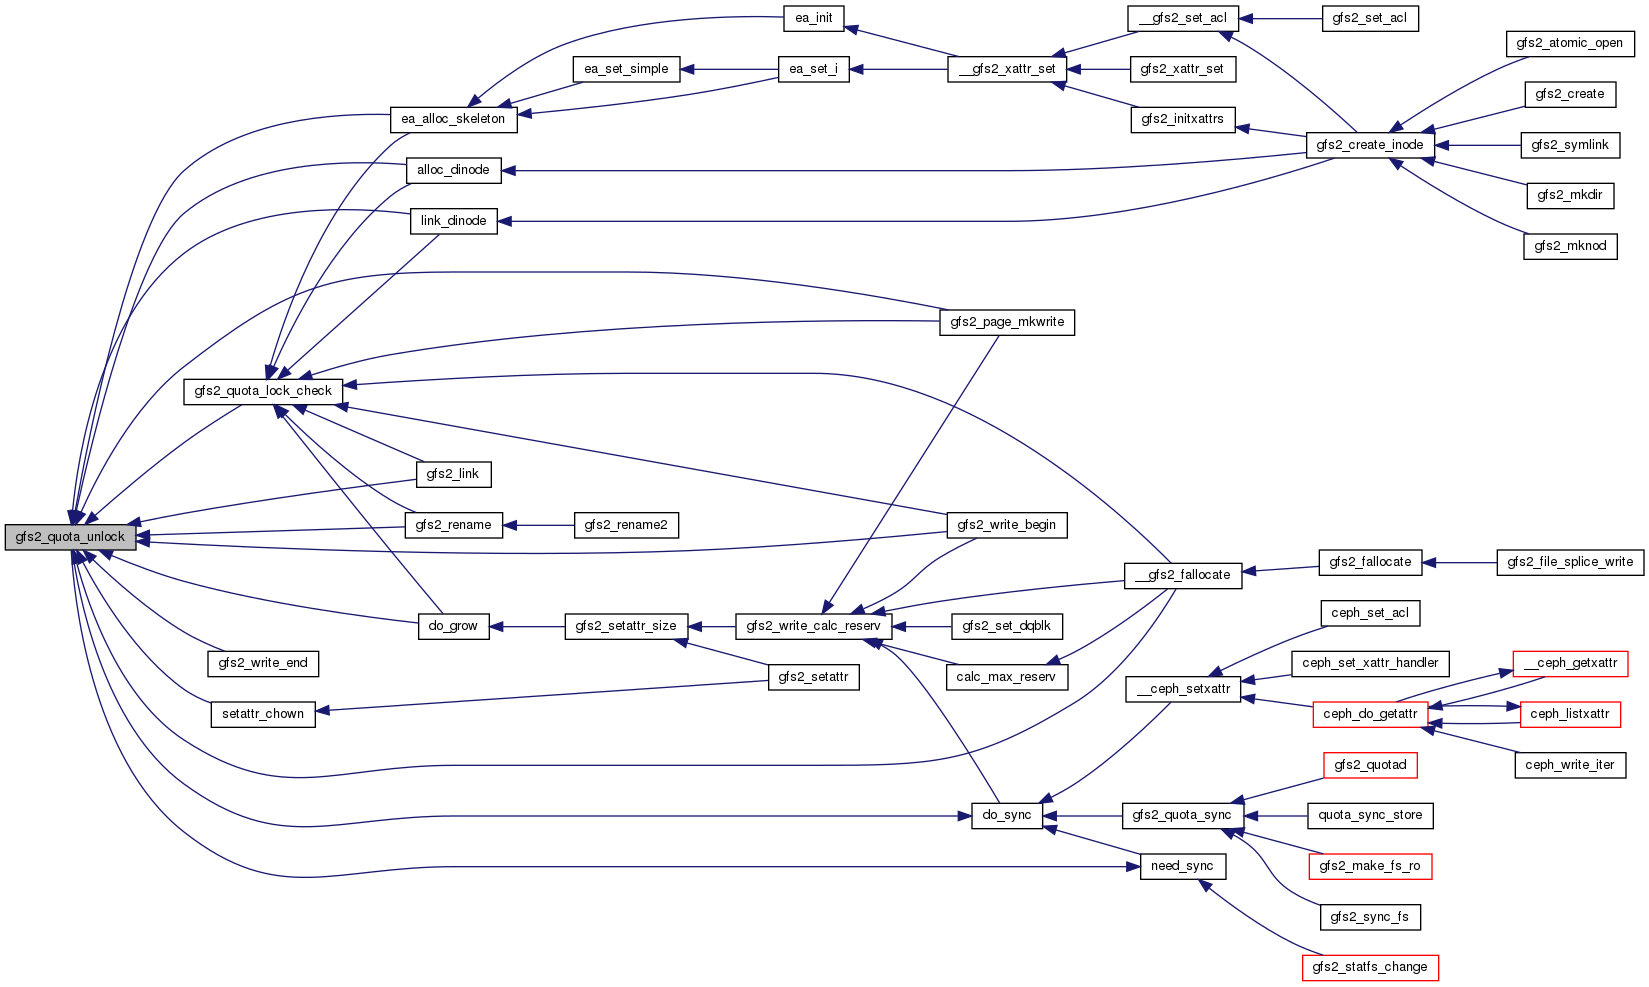 ea_init
__gfs2_set_acl
gfs2_set_acl
gfs2_atomic_open
ea_set_simple
ea_set_i
__gfs2_xattr_set
gfs2_xattr_set
gfs2_create
ea_alloc_skeleton
gfs2_initxattrs
gfs2_create_inode
gfs2_symlink
alloc_dinode
gfs2_mkdir
link_dinode
gfs2_mknod
gfs2_page_mkwrite
gfs2_quota_lock_check
gfs2_link
gfs2_quota_unlock
gfs2_rename
gfs2_rename2
gfs2_write_begin
__gfs2_fallocate
gfs2_fallocate
gfs2_file_splice_write
do_grow
gfs2_setattr_size
gfs2_write_calc_reserv
gfs2_set_dqblk
ceph_set_acl
gfs2_write_end
gfs2_setattr
calc_max_reserv
__ceph_setxattr
ceph_set_xattr_handler
__ceph_getxattr
setattr_chown
ceph_do_getattr
ceph_listxattr
gfs2_quotad
ceph_write_iter
do_sync
gfs2_quota_sync
quota_sync_store
need_sync
gfs2_make_fs_ro
gfs2_sync_fs
gfs2_statfs_change